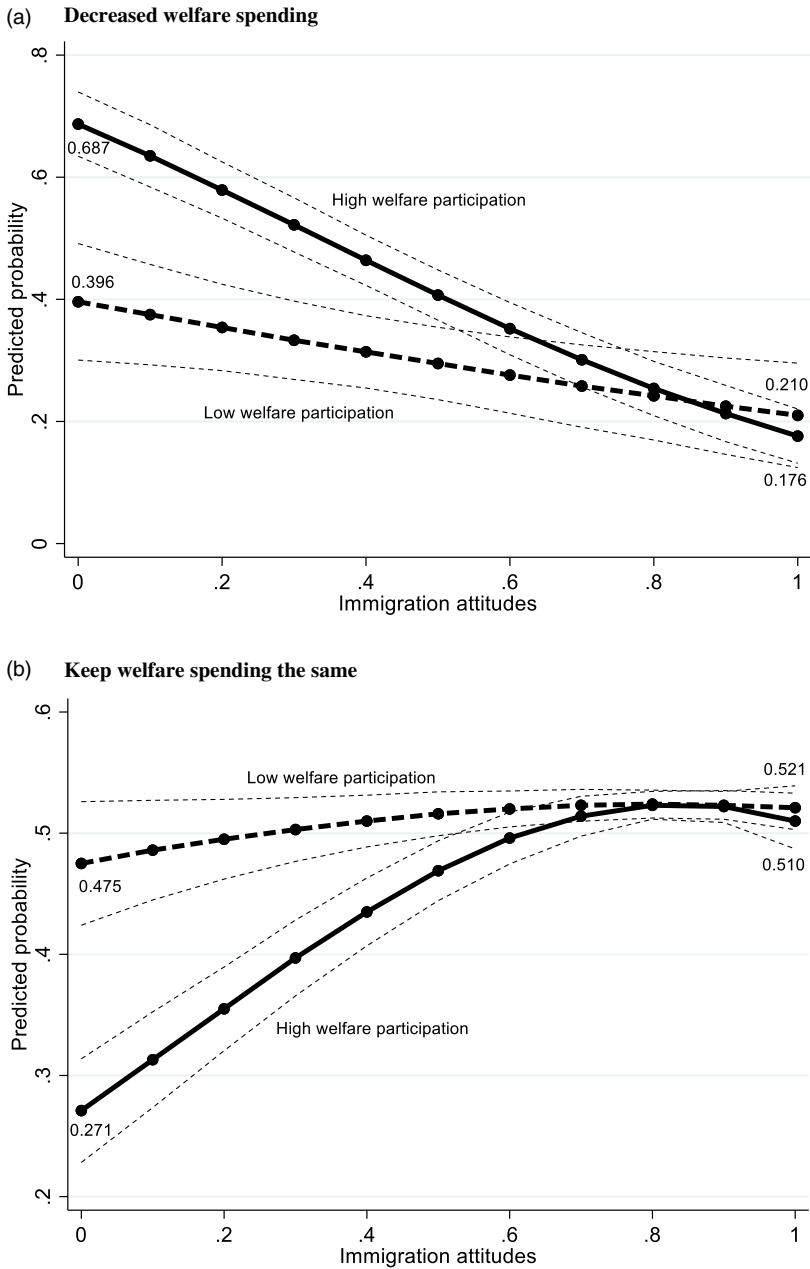 (a) Decreased welfare spending
.8
.6
.4
.2
0
Predicted probability
0.687
0.396
High welfare participation
Low welfare participation
0.210
0.176
0 .2 .4 .6 .8 1
Immigration attitudes
(b) Keep welfare spending the same
.6
.5
.4
.3
.2
Predicted probability
Low welfare participation
0.521
0.475
0.510
High welfare participation
0.271
0 .2 .4 .6 .8 1
Immigration attitudes